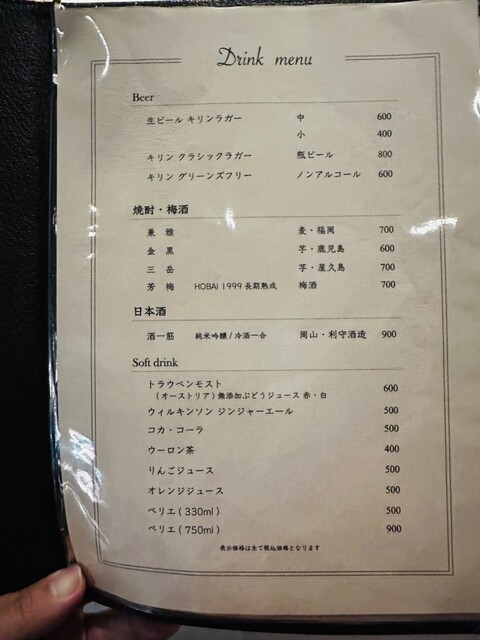 Drink menu
Beer
生ビール キリンラガー 中 600
小 400
キリン クラシックラガー 瓶ビール 800
キリン グリーンズフリー ノンアルコール 600
焼酎・梅酒
兼 雅 麦・福岡 700
金 黒 芋・鹿児島 600
三 岳 芋・屋久島 700
芳 梅 HOBAI 1999 長期熟成 梅酒 700
日本酒
酒一筋 純米吟醸/冷酒一合 岡山・利守酒造 900
Soft drink
トラウベンモスト
(オーストリア)無添加ぶどうジュース 赤・白 600
ウィルキンソン ジンジャーエール 500
コカ・コーラ 500
ウーロン茶 400
りんごジュース 500
オレンジジュース 500
ペリエ(330ml) 500
ペリエ(750ml) 900
表示価格は全て税込価格となります